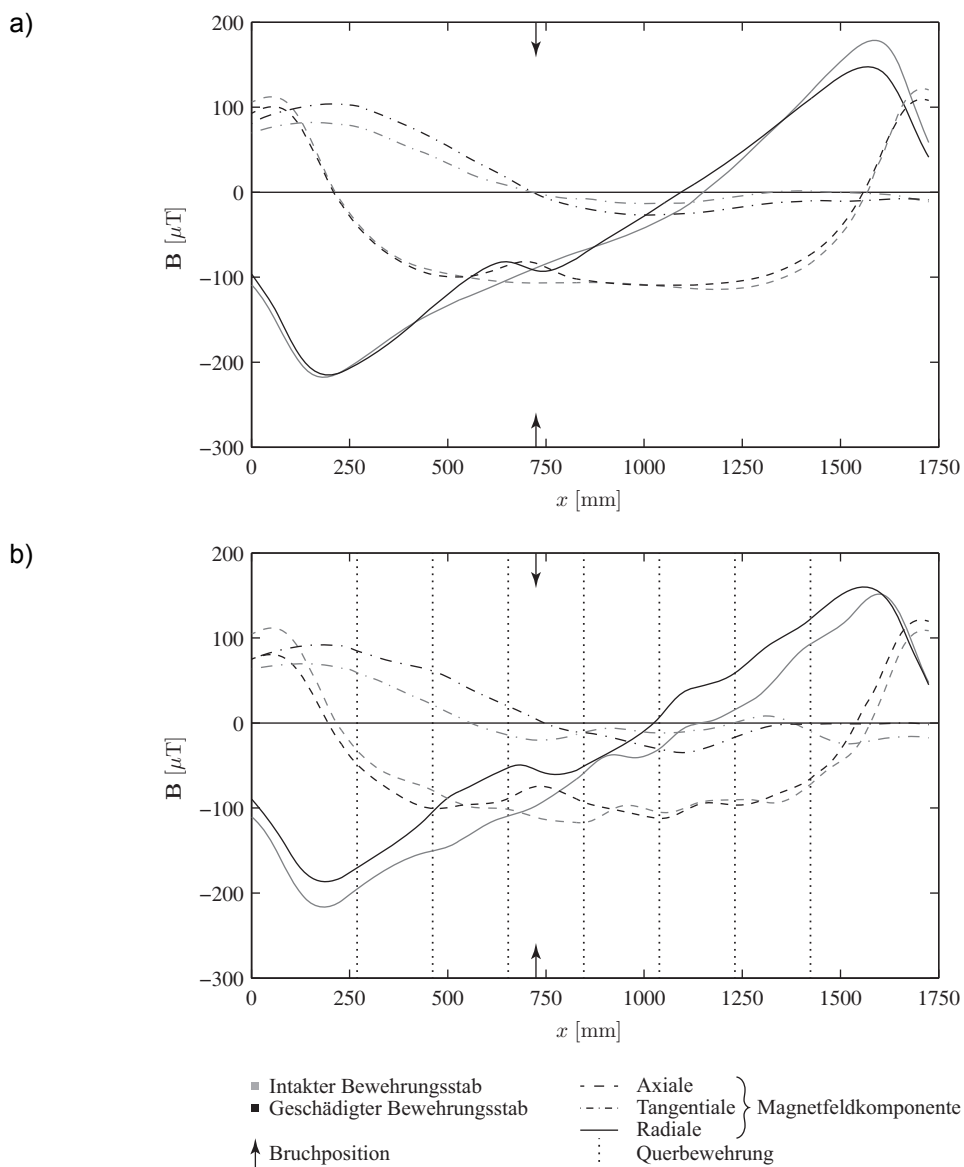 a)
200
100
0
−100
−200
−300
B [μT]
0 250 500 750 1000 1250 1500 1750
x [mm]
b)
200
100
0
−100
−200
−300
B [μT]
0 250 500 750 1000 1250 1500 1750
x [mm]
Intakter Bewehrungsstab
Geschädigter Bewehrungsstab
Bruchposition
Axiale
Tangentiale
Radiale
Magnetfeldkomponente
Querbewehrung